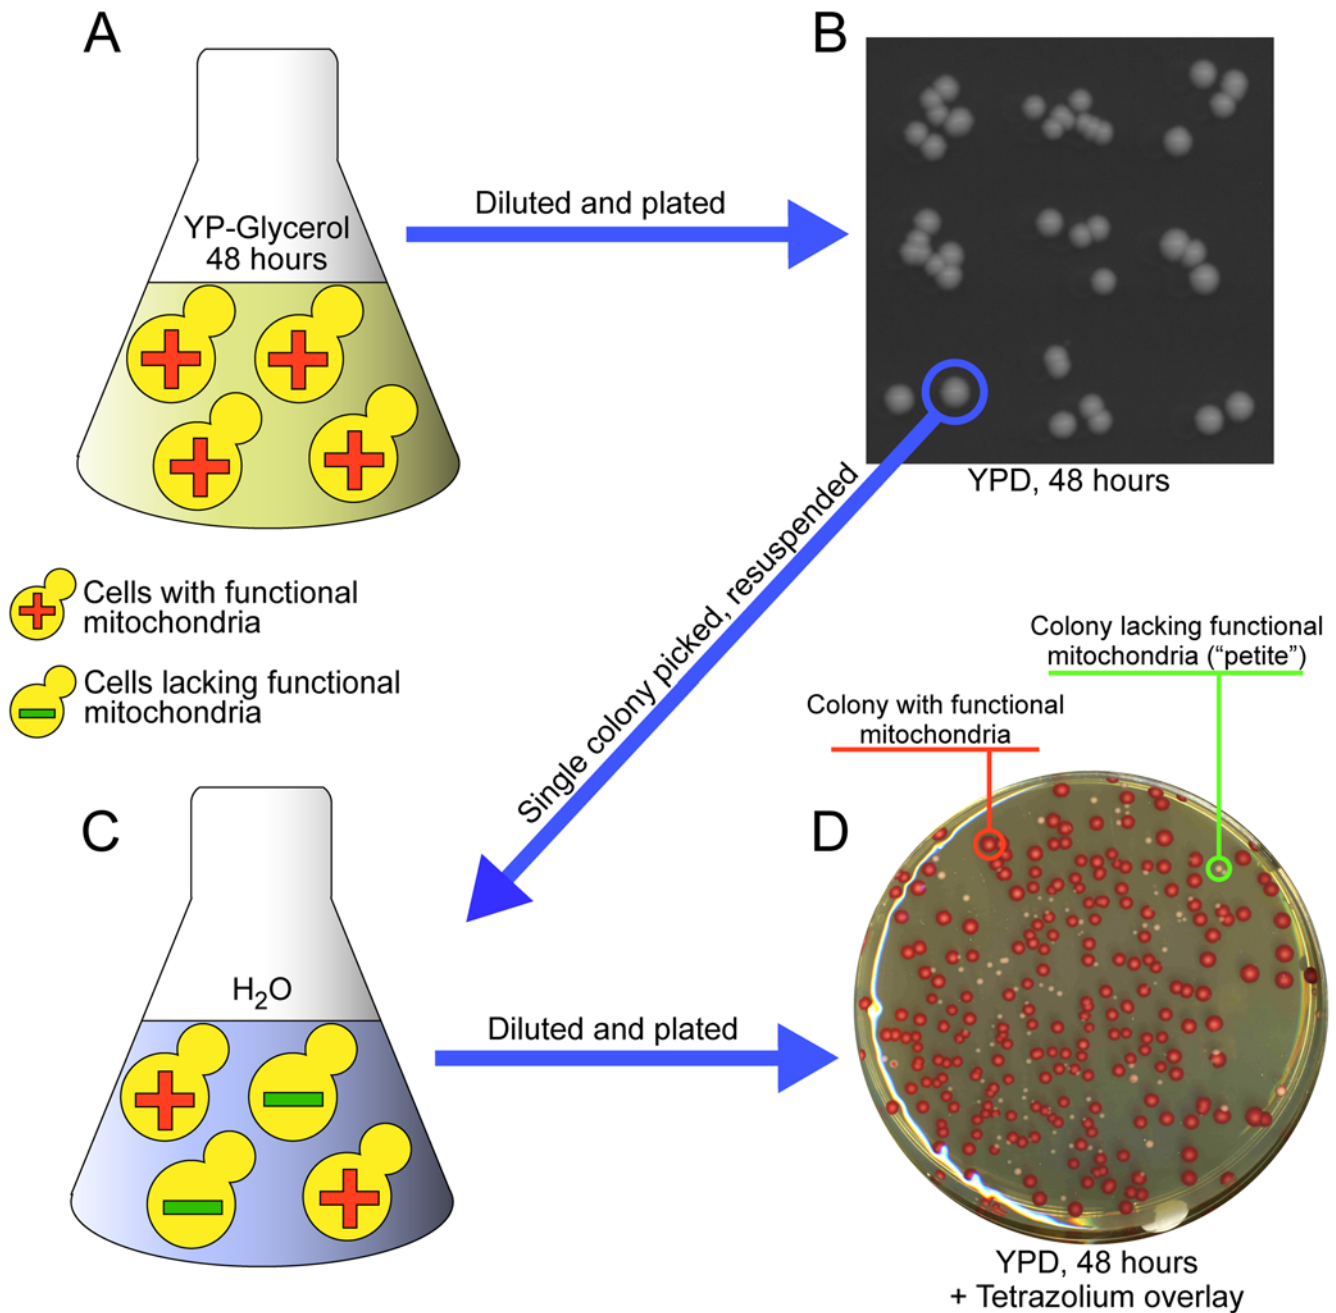 A
YP-Glycerol
48 hours
Diluted and plated
B
YPD, 48 hours
Cells with functional
mitochondria
Cells lacking functional
mitochondria
Single colony picked, resuspended
Colony lacking functional
mitochondria (“petite”)
Colony with functional
mitochondria
C
H₂O
Diluted and plated
D
YPD, 48 hours
+ Tetrazolium overlay